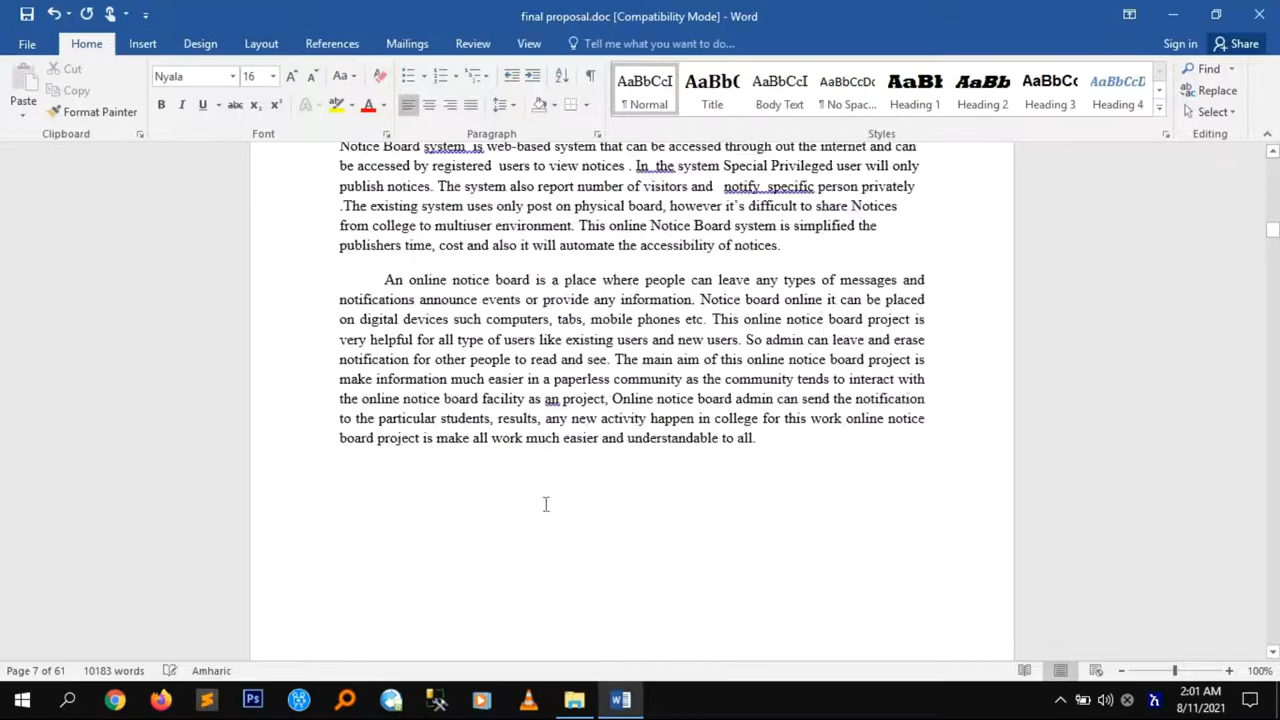 final proposal.doc [Compatibility Mode] - Word
File Home Insert Design Layout References Mailings Review View Tell me what you want to do... Sign in Share
Paste
Cut
Copy
Format Painter
Clipboard
Nyala 16
Font
Paragraph
AaBbCcI AaBb( AaBbCcI AaBbCcDc AaBl AaBb AaBbCc AaBbCcD
¶ Normal Title Body Text ¶ No Spac... Heading 1 Heading 2 Heading 3 Heading 4
Styles
Find
Replace
Select
Editing
Notice Board system is web-based system that can be accessed through out the internet and can
be accessed by registered users to view notices . In the system Special Privileged user will only
publish notices. The system also report number of visitors and notify specific person privately
.The existing system uses only post on physical board, however it’s difficult to share Notices
from college to multiuser environment. This online Notice Board system is simplified the
publishers time, cost and also it will automate the accessibility of notices.
An online notice board is a place where people can leave any types of messages and
notifications announce events or provide any information. Notice board online it can be placed
on digital devices such computers, tabs, mobile phones etc. This online notice board project is
very helpful for all type of users like existing users and new users. So admin can leave and erase
notification for other people to read and see. The main aim of this online notice board project is
make information much easier in a paperless community as the community tends to interact with
the online notice board facility as an project, Online notice board admin can send the notification
to the particular students, results, any new activity happen in college for this work online notice
board project is make all work much easier and understandable to all.
Page 7 of 61 10183 words Amharic 100%
2:01 AM
8/11/2021